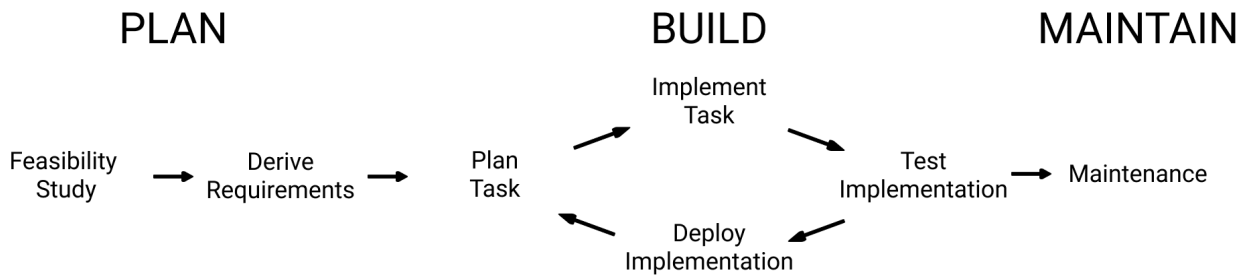 PLAN
BUILD
MAINTAIN
Feasibility
Study
Derive
Requirements
Plan
Task
Implement
Task
Test
Implementation
Deploy
Implementation
Maintenance